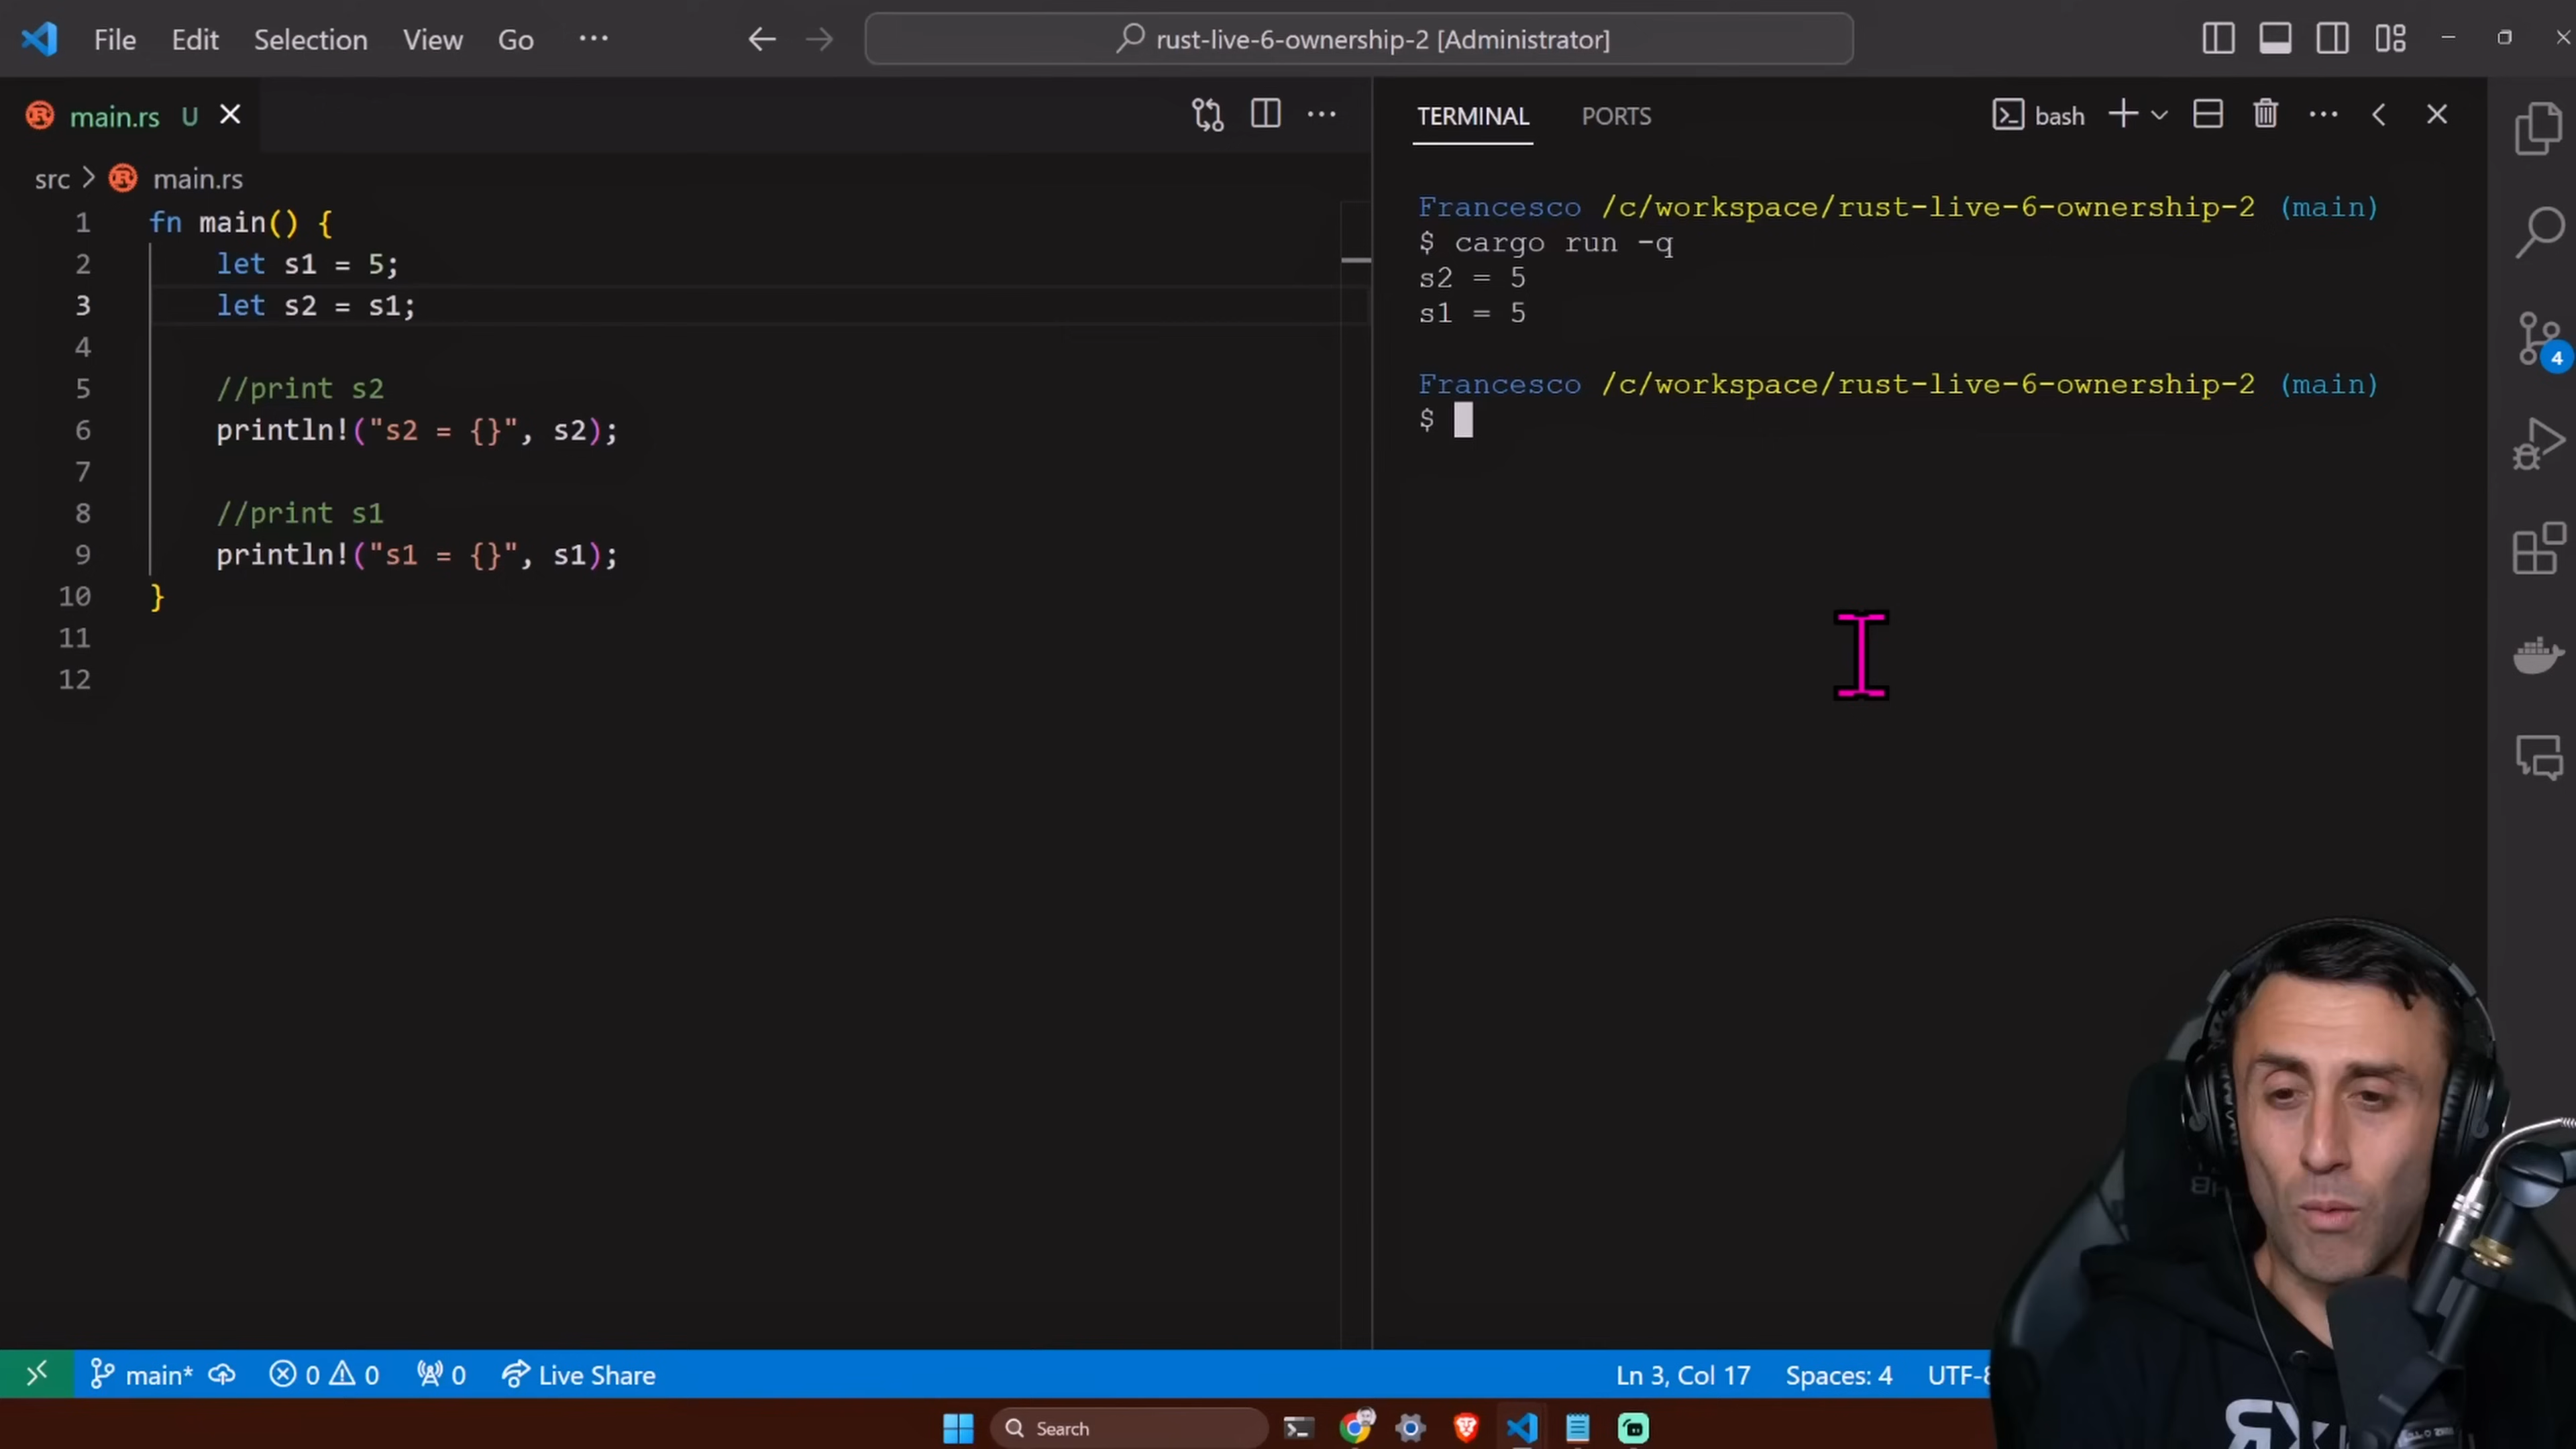 File Edit Selection View Go ...
rust-live-6-ownership-2 [Administrator]
main.rs U
src > main.rs
1 fn main() {
2 let s1 = 5;
3 let s2 = s1;
4
5 //print s2
6 println!("s2 = {}", s2);
7
8 //print s1
9 println!("s1 = {}", s1);
10 }
11
12
TERMINAL PORTS
bash
Francesco /c/workspace/rust-live-6-ownership-2 (main)
$ cargo run -q
s2 = 5
s1 = 5
Francesco /c/workspace/rust-live-6-ownership-2 (main)
$
4
main* 0 0 0 Live Share
Ln 3, Col 17 Spaces: 4 UTF-8
Search